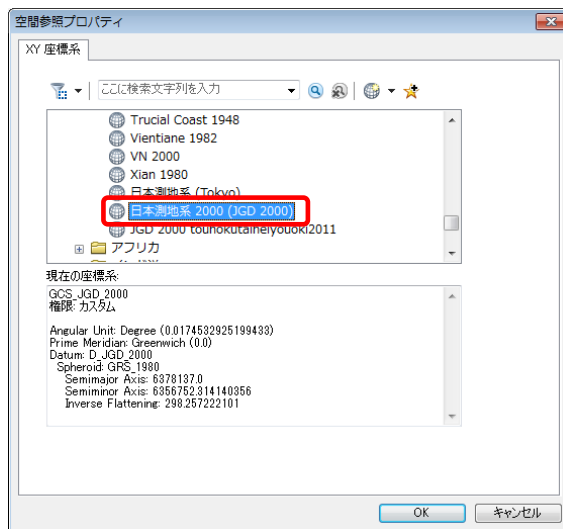 空間参照プロパティ
XY 座標系
ここに検索文字列を入力
Trucial Coast 1948
Vientiane 1982
VN 2000
Xian 1980
日本測地系 (Tokyo)
日本測地系 2000 (JGD 2000)
JGD 2000 touhokutaiheiyouoki2011
アフリカ
現在の座標系:
GCS_JGD_2000
権限: カスタム
Angular Unit: Degree (0.0174532925199433)
Prime Meridian: Greenwich (0.0)
Datum: D_JGD_2000
Spheroid: GRS_1980
Semimajor Axis: 6378137.0
Semiminor Axis: 6356752.314140356
Inverse Flattening: 298.257222101
OK
キャンセル